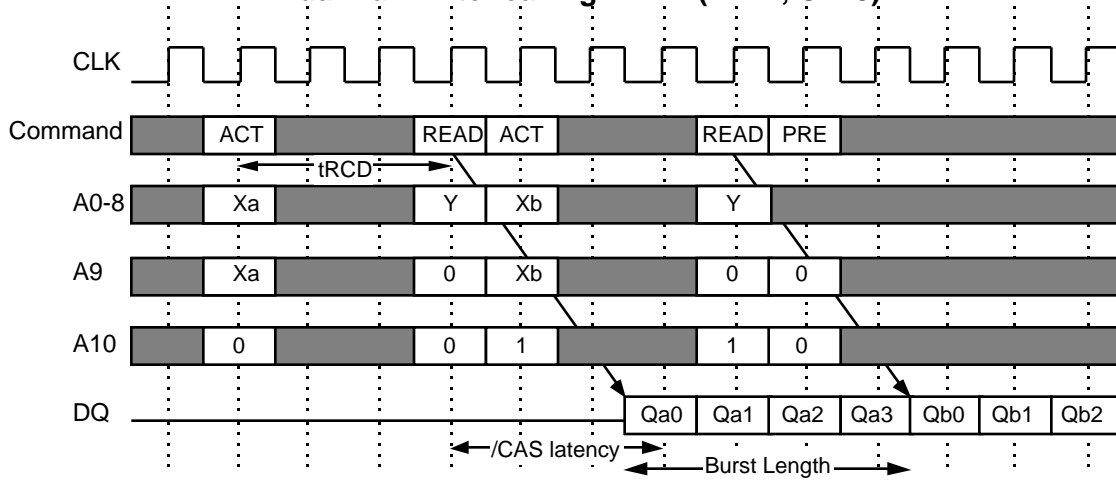 CLK
Command ACT READ ACT READ PRE
tRCD
A0-8 Xa Y Xb Y
A9 Xa 0 Xb 0 0
A10 0 0 1 1 0
DQ Qa0 Qa1 Qa2 Qa3 Qb0 Qb1 Qb2
/CAS latency
Burst Length